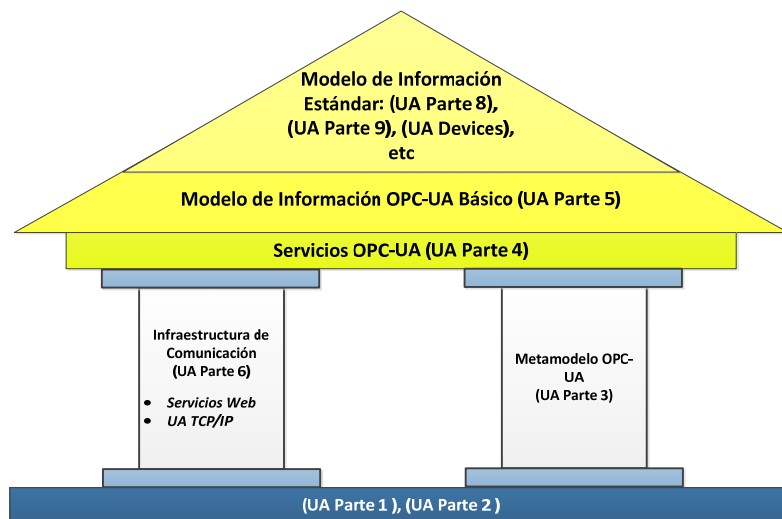 Modelo de Información
Estándar: (UA Parte 8),
(UA Parte 9), (UA Devices),
etc
Modelo de Información OPC-UA Básico (UA Parte 5)
Servicios OPC-UA (UA Parte 4)
Infraestructura de
Comunicación
(UA Parte 6)
• Servicios Web
• UA TCP/IP
Metamodelo OPC-
UA
(UA Parte 3)
(UA Parte 1 ), (UA Parte 2 )